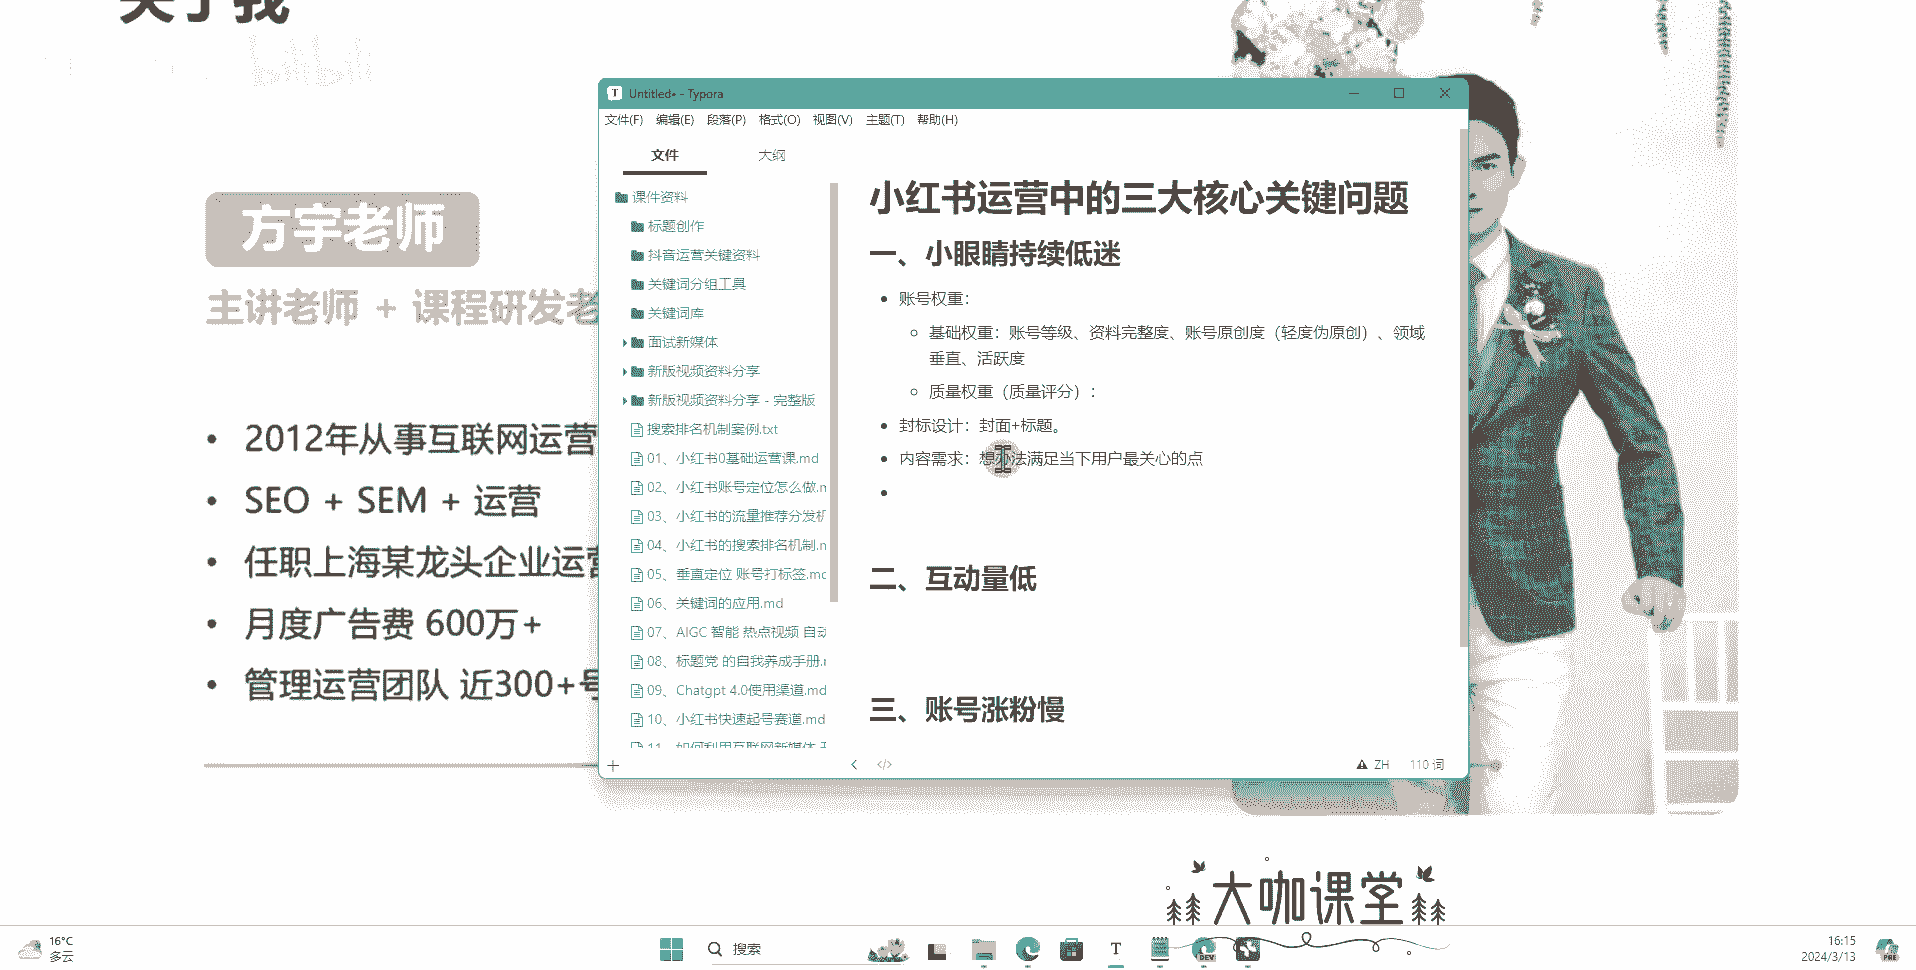 关于我
bilibili
方宇老师
主讲老师 + 课程研发老
2012年从事互联网运营
SEO + SEM + 运营
任职上海某龙头企业运营
月度广告费 600万+
管理运营团队 近300+号
Untitled• - Typora
文件(F) 编辑(E) 段落(P) 格式(O) 视图(V) 主题(T) 帮助(H)
文件 大纲
课件资料
标题创作
抖音运营关键资料
关键词分组工具
关键词库
面试新媒体
新版视频资料分享
新版视频资料分享 - 完整版
搜索排名机制案例.txt
01、小红书0基础运营课.md
02、小红书账号定位怎么做.m
03、小红书的流量推荐分发机
04、小红书的搜索排名机制.m
05、垂直定位 账号打标签.md
06、关键词的应用.md
07、AIGC 智能 热点视频 自动
08、标题党 的自我养成手册.m
09、Chatgpt 4.0使用渠道.md
10、小红书快速起号赛道.md
11、如何利用互联网新媒体
小红书运营中的三大核心关键问题
一、小眼睛持续低迷
账号权重：
基础权重：账号等级、资料完整度、账号原创度（轻度伪原创）、领域
垂直、活跃度
质量权重（质量评分）：
封标设计：封面+标题。
内容需求：想办法满足当下用户最关心的点
二、互动量低
三、账号涨粉慢
ZH 110 词
大咖课堂
16°C
多云
搜索
T
DEV
16:15
2024/3/13
PRE